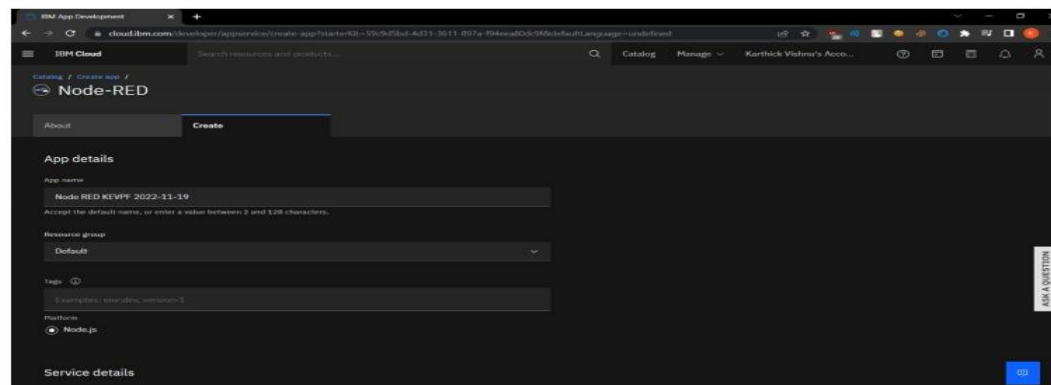 IBM App Development
cloud.ibm.com/developer/appservice/create-app?
IBM Cloud
Search resources and products...
Catalog
Manage
Karthick Vishnu's Acco...
Catalog / Create app /
Node-RED
About
Create
App details
App name
Node RED KEVPF 2022-11-19
Accept the default name, or enter a value between 2 and 128 characters.
Resource group
Default
Tags
Examples: env:dev, version-1
Platform
Node.js
Service details
ASK A QUESTION